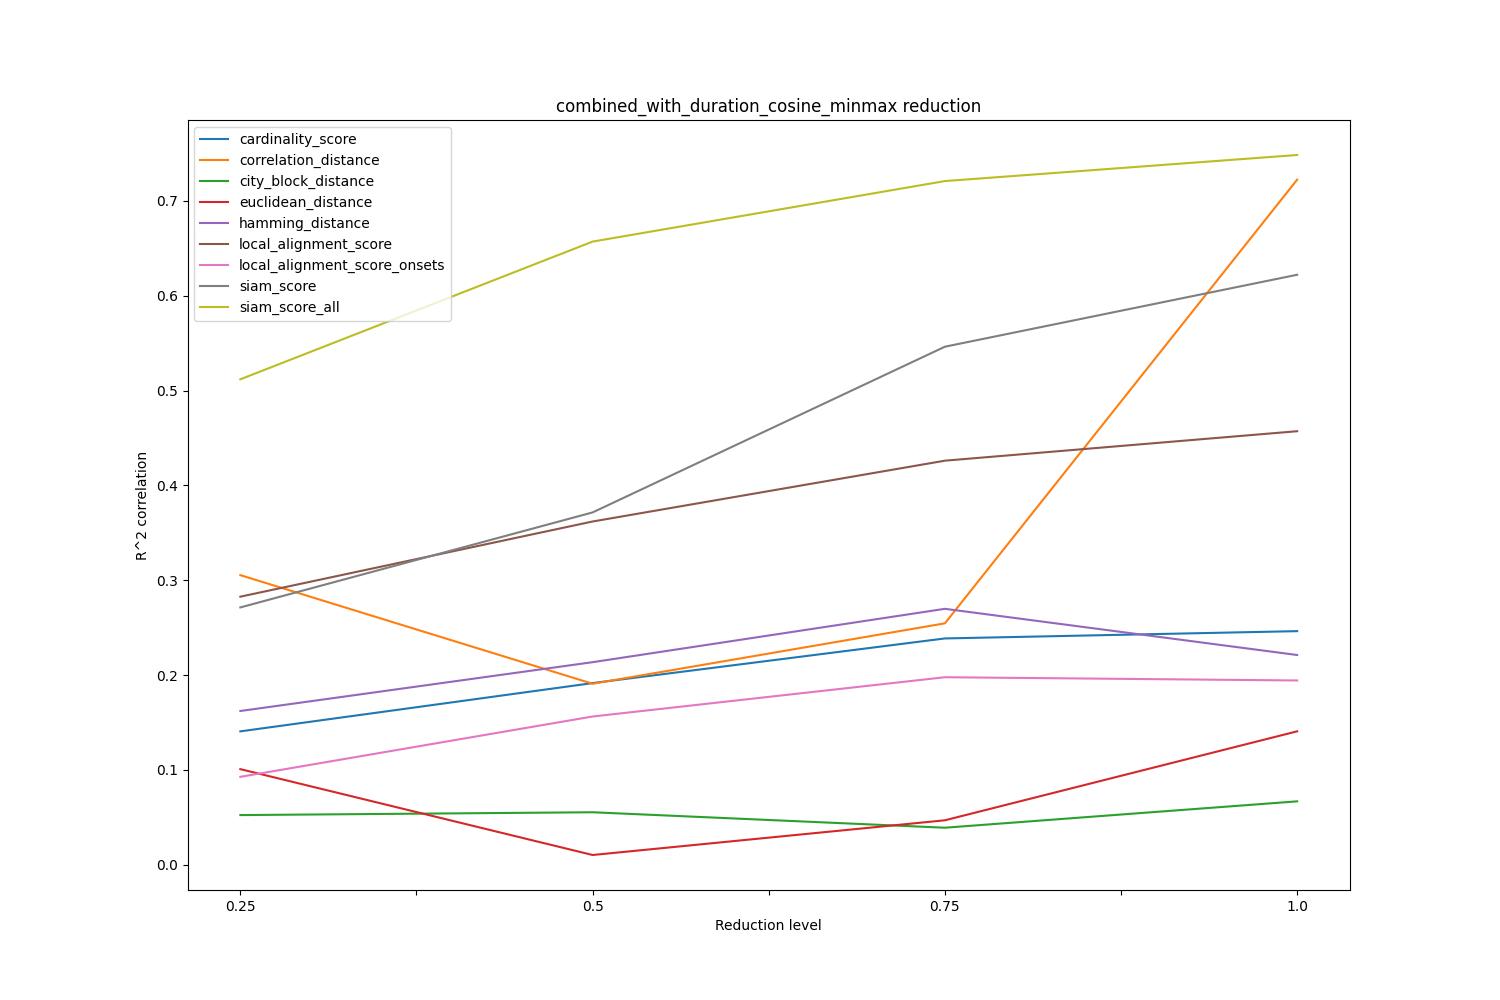 combined_with_duration_cosine_minmax reduction
cardinality_score
correlation_distance
city_block_distance
euclidean_distance
hamming_distance
local_alignment_score
local_alignment_score_onsets
siam_score
siam_score_all
R^2 correlation
0.7
0.6
0.5
0.4
0.3
0.2
0.1
0.0
0.25 0.5 0.75 1.0
Reduction level